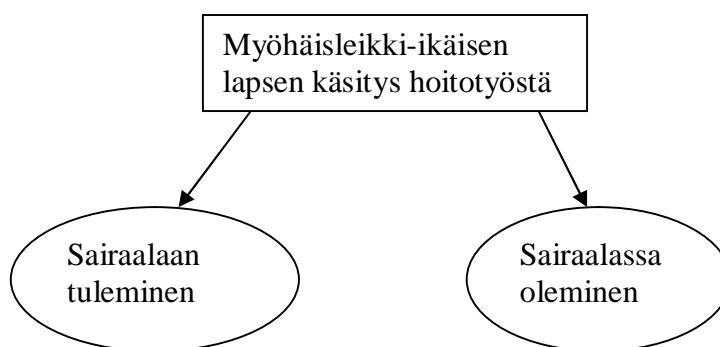 Myöhäisleikki-ikäisen
lapsen käsitys hoitotyöstä
Sairaalaan
tuleminen
Sairaalassa
oleminen